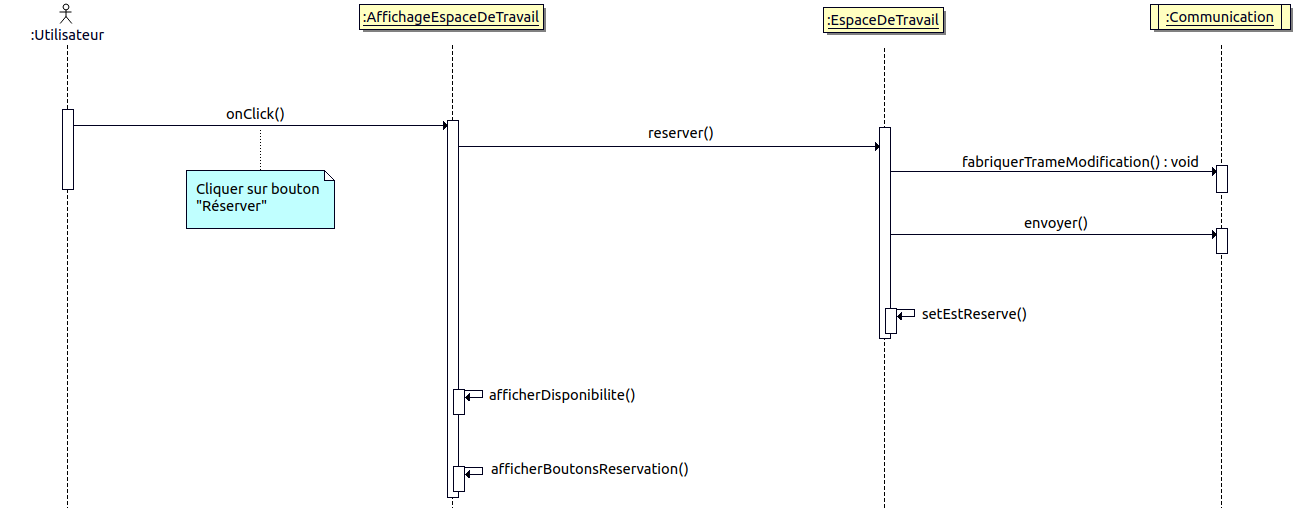 :Utilisateur
:AffichageEspaceDeTravail
:EspaceDeTravail
:Communication
onClick()
reserver()
fabriquerTrameModification() : void
Cliquer sur bouton
"Réserver"
envoyer()
setEstReserve()
afficherDisponibilite()
afficherBoutonsReservation()